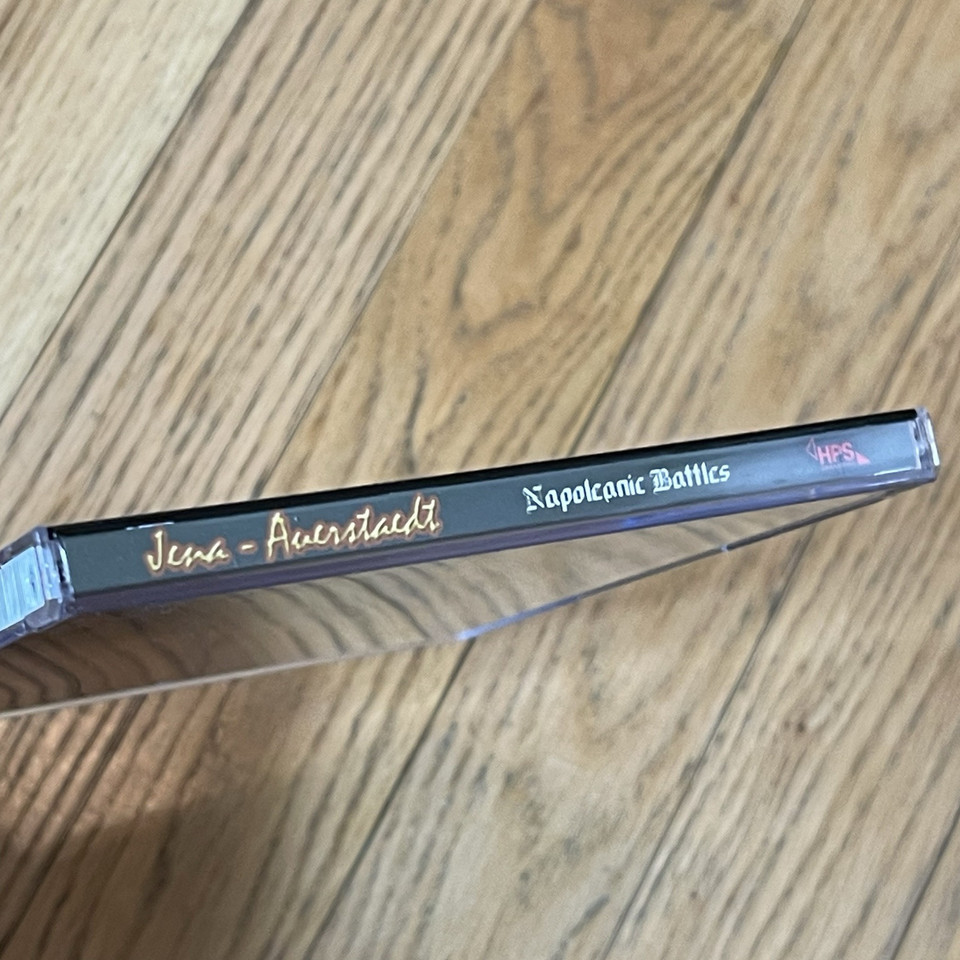 Jena - Auerstaedt
Napoleonic Battles
HPS